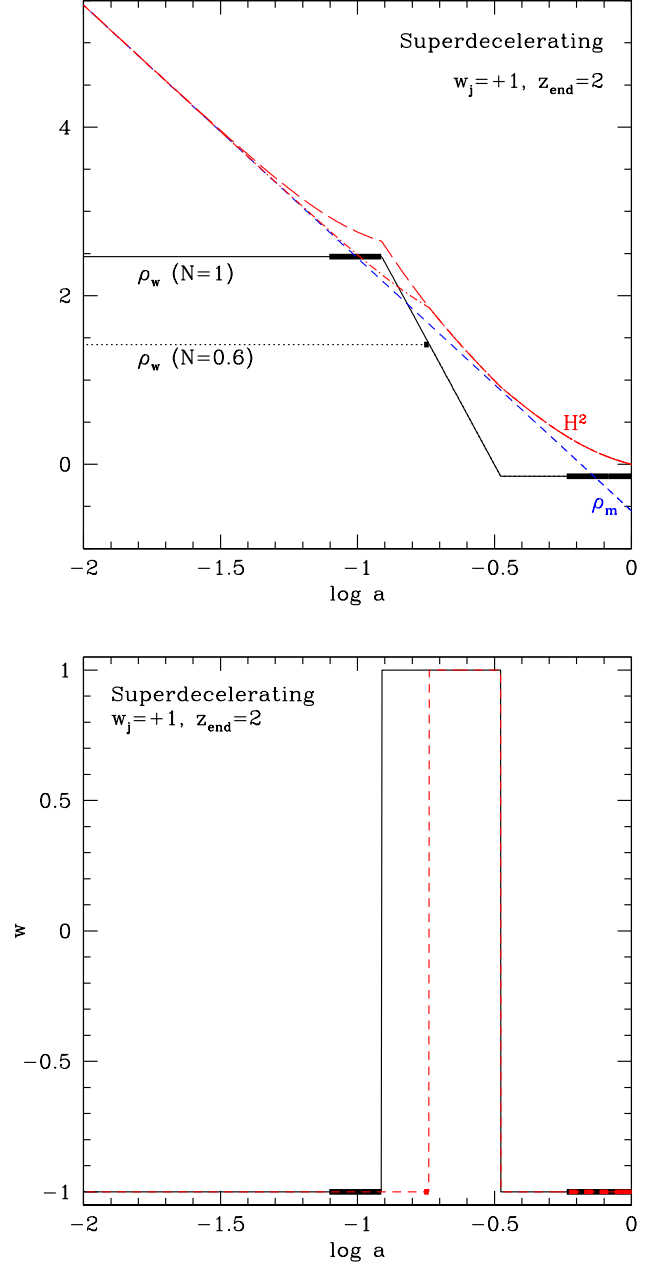 Superdecelerating
w_j=+1, z_end=2
4
ρ_w (N=1)
2
ρ_w (N=0.6)
H²
0
ρ_m
−2 −1.5 −1 −0.5 0
log a
1
Superdecelerating
w_j=+1, z_end=2
0.5
w
0
−0.5
−1
−2 −1.5 −1 −0.5 0
log a